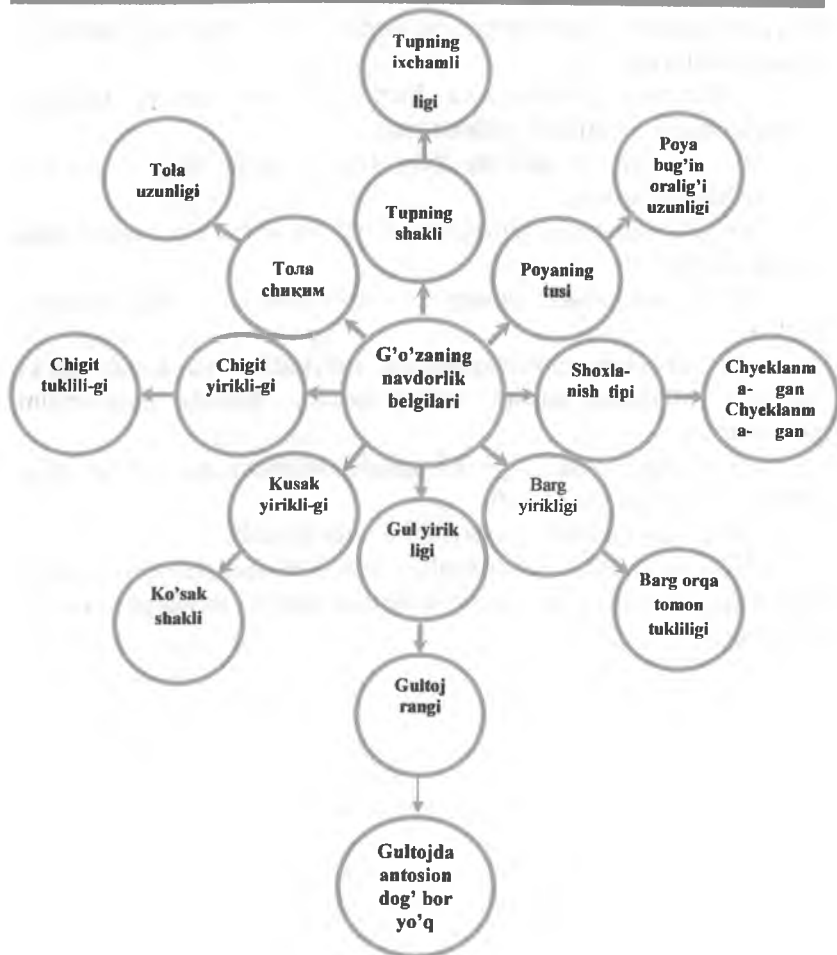 Tupning
ixchamli
ligi
Tola
uzunligi
Poya
bug'in
oralig'i
uzunligi
Tupning
shakli
Тола
сhиқим
Poyaning
tusi
Chigit
tuklili-gi
Chigit
yirikli-gi
G'o'zaning
navdorlik
belgilari
Shoxla-
nish tipi
Chyeklanm
a- gan
Chyeklanm
a- gan
Kusak
yirikli-gi
Gul yirik
ligi
Barg
yirikligi
Ko'sak
shakli
Barg orqa
tomon
tukliligi
Gultoj
rangi
Gultojda
antosion
dog' bor
yo'q